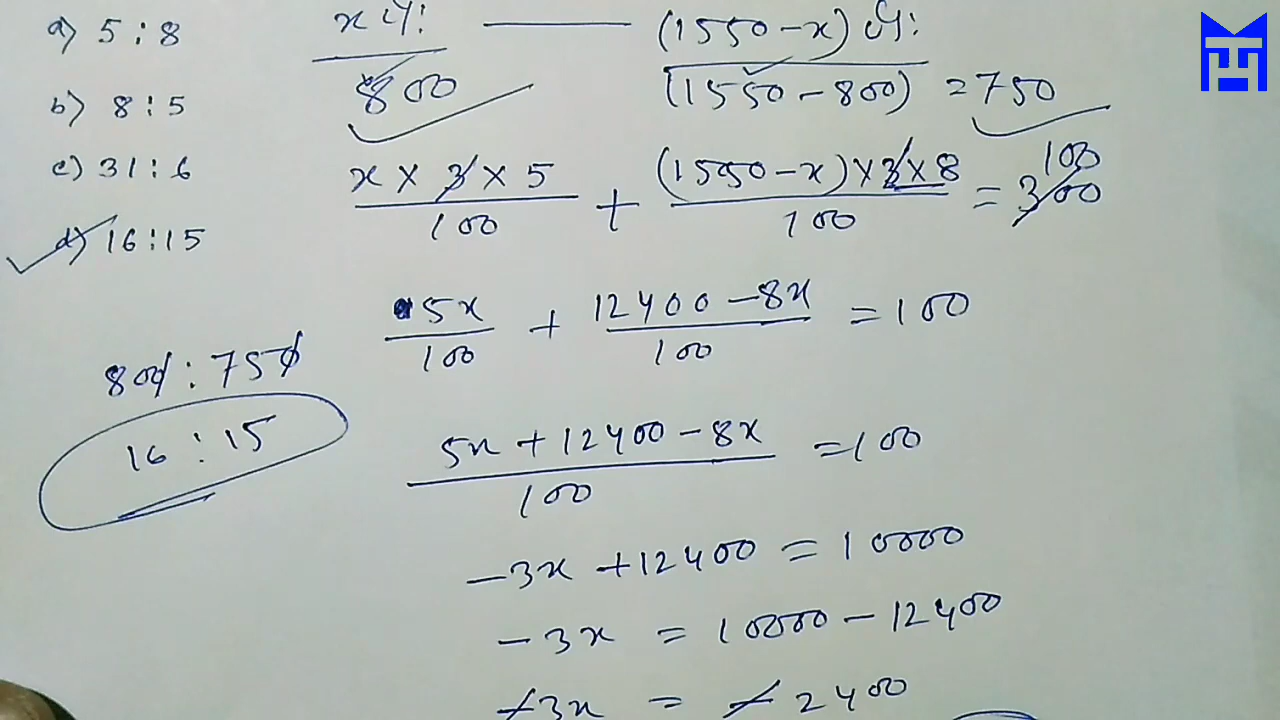 a) 5 : 8
b) 8 : 5
c) 31 : 6
d) 16 : 15
800 : 750
16 : 15
x —— (1550 - x)
800 (1550 - 800) = 750
x × 3 × 5 / 100 + (1550 - x) × 3 × 8 / 100 = 300 100
5x / 100 + 12400 - 8x / 100 = 100
5x + 12400 - 8x / 100 = 100
-3x + 12400 = 10000
-3x = 10000 - 12400
-3x = -2400